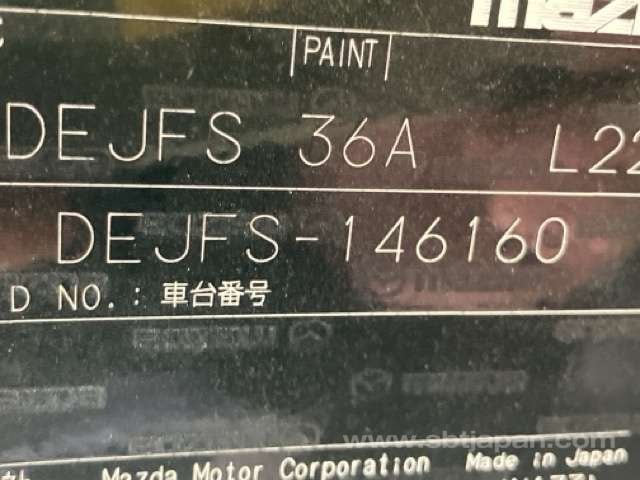 mazda
PAINT
DEJFS 36A L22
DEJFS-146160
D NO.: 車台番号
www.sbtjapan.com
Mazda Motor Corporation Made in Japan